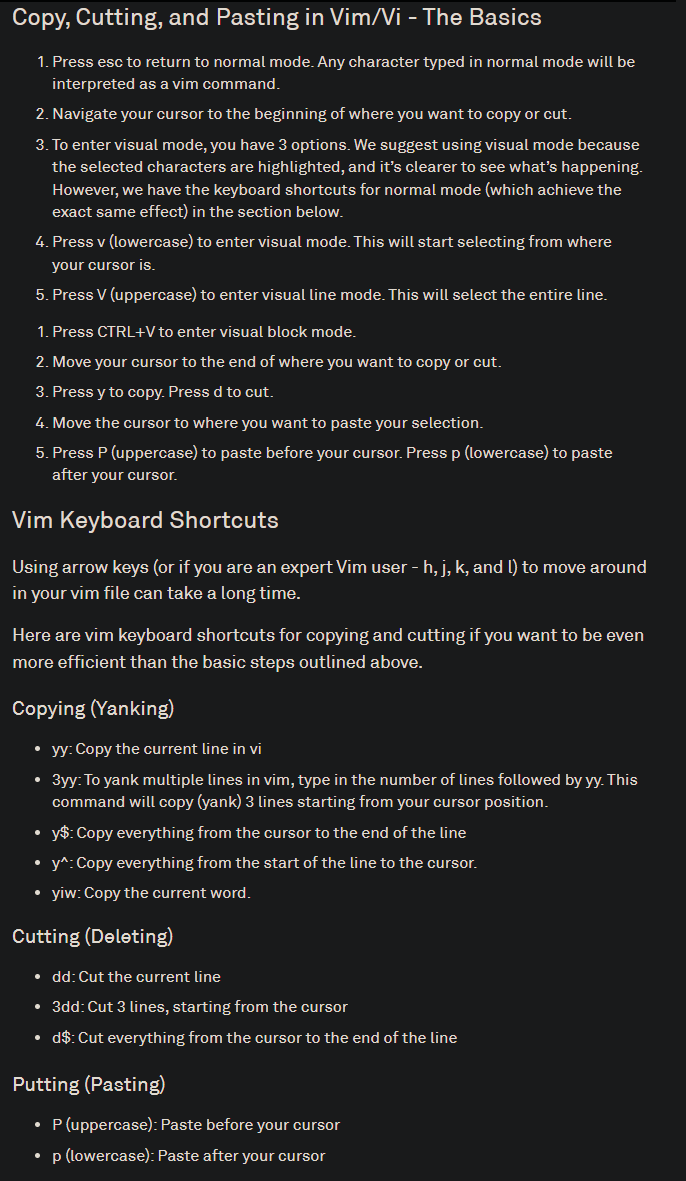 Copy, Cutting, and Pasting in Vim/Vi - The Basics
1. Press esc to return to normal mode. Any character typed in normal mode will be
interpreted as a vim command.
2. Navigate your cursor to the beginning of where you want to copy or cut.
3. To enter visual mode, you have 3 options. We suggest using visual mode because
the selected characters are highlighted, and it’s clearer to see what’s happening.
However, we have the keyboard shortcuts for normal mode (which achieve the
exact same effect) in the section below.
4. Press v (lowercase) to enter visual mode. This will start selecting from where
your cursor is.
5. Press V (uppercase) to enter visual line mode. This will select the entire line.
1. Press CTRL+V to enter visual block mode.
2. Move your cursor to the end of where you want to copy or cut.
3. Press y to copy. Press d to cut.
4. Move the cursor to where you want to paste your selection.
5. Press P (uppercase) to paste before your cursor. Press p (lowercase) to paste
after your cursor.
Vim Keyboard Shortcuts
Using arrow keys (or if you are an expert Vim user - h, j, k, and l) to move around
in your vim file can take a long time.
Here are vim keyboard shortcuts for copying and cutting if you want to be even
more efficient than the basic steps outlined above.
Copying (Yanking)
• yy: Copy the current line in vi
• 3yy: To yank multiple lines in vim, type in the number of lines followed by yy. This
command will copy (yank) 3 lines starting from your cursor position.
• y$: Copy everything from the cursor to the end of the line
• y^: Copy everything from the start of the line to the cursor.
• yiw: Copy the current word.
Cutting (Deleting)
• dd: Cut the current line
• 3dd: Cut 3 lines, starting from the cursor
• d$: Cut everything from the cursor to the end of the line
Putting (Pasting)
• P (uppercase): Paste before your cursor
• p (lowercase): Paste after your cursor